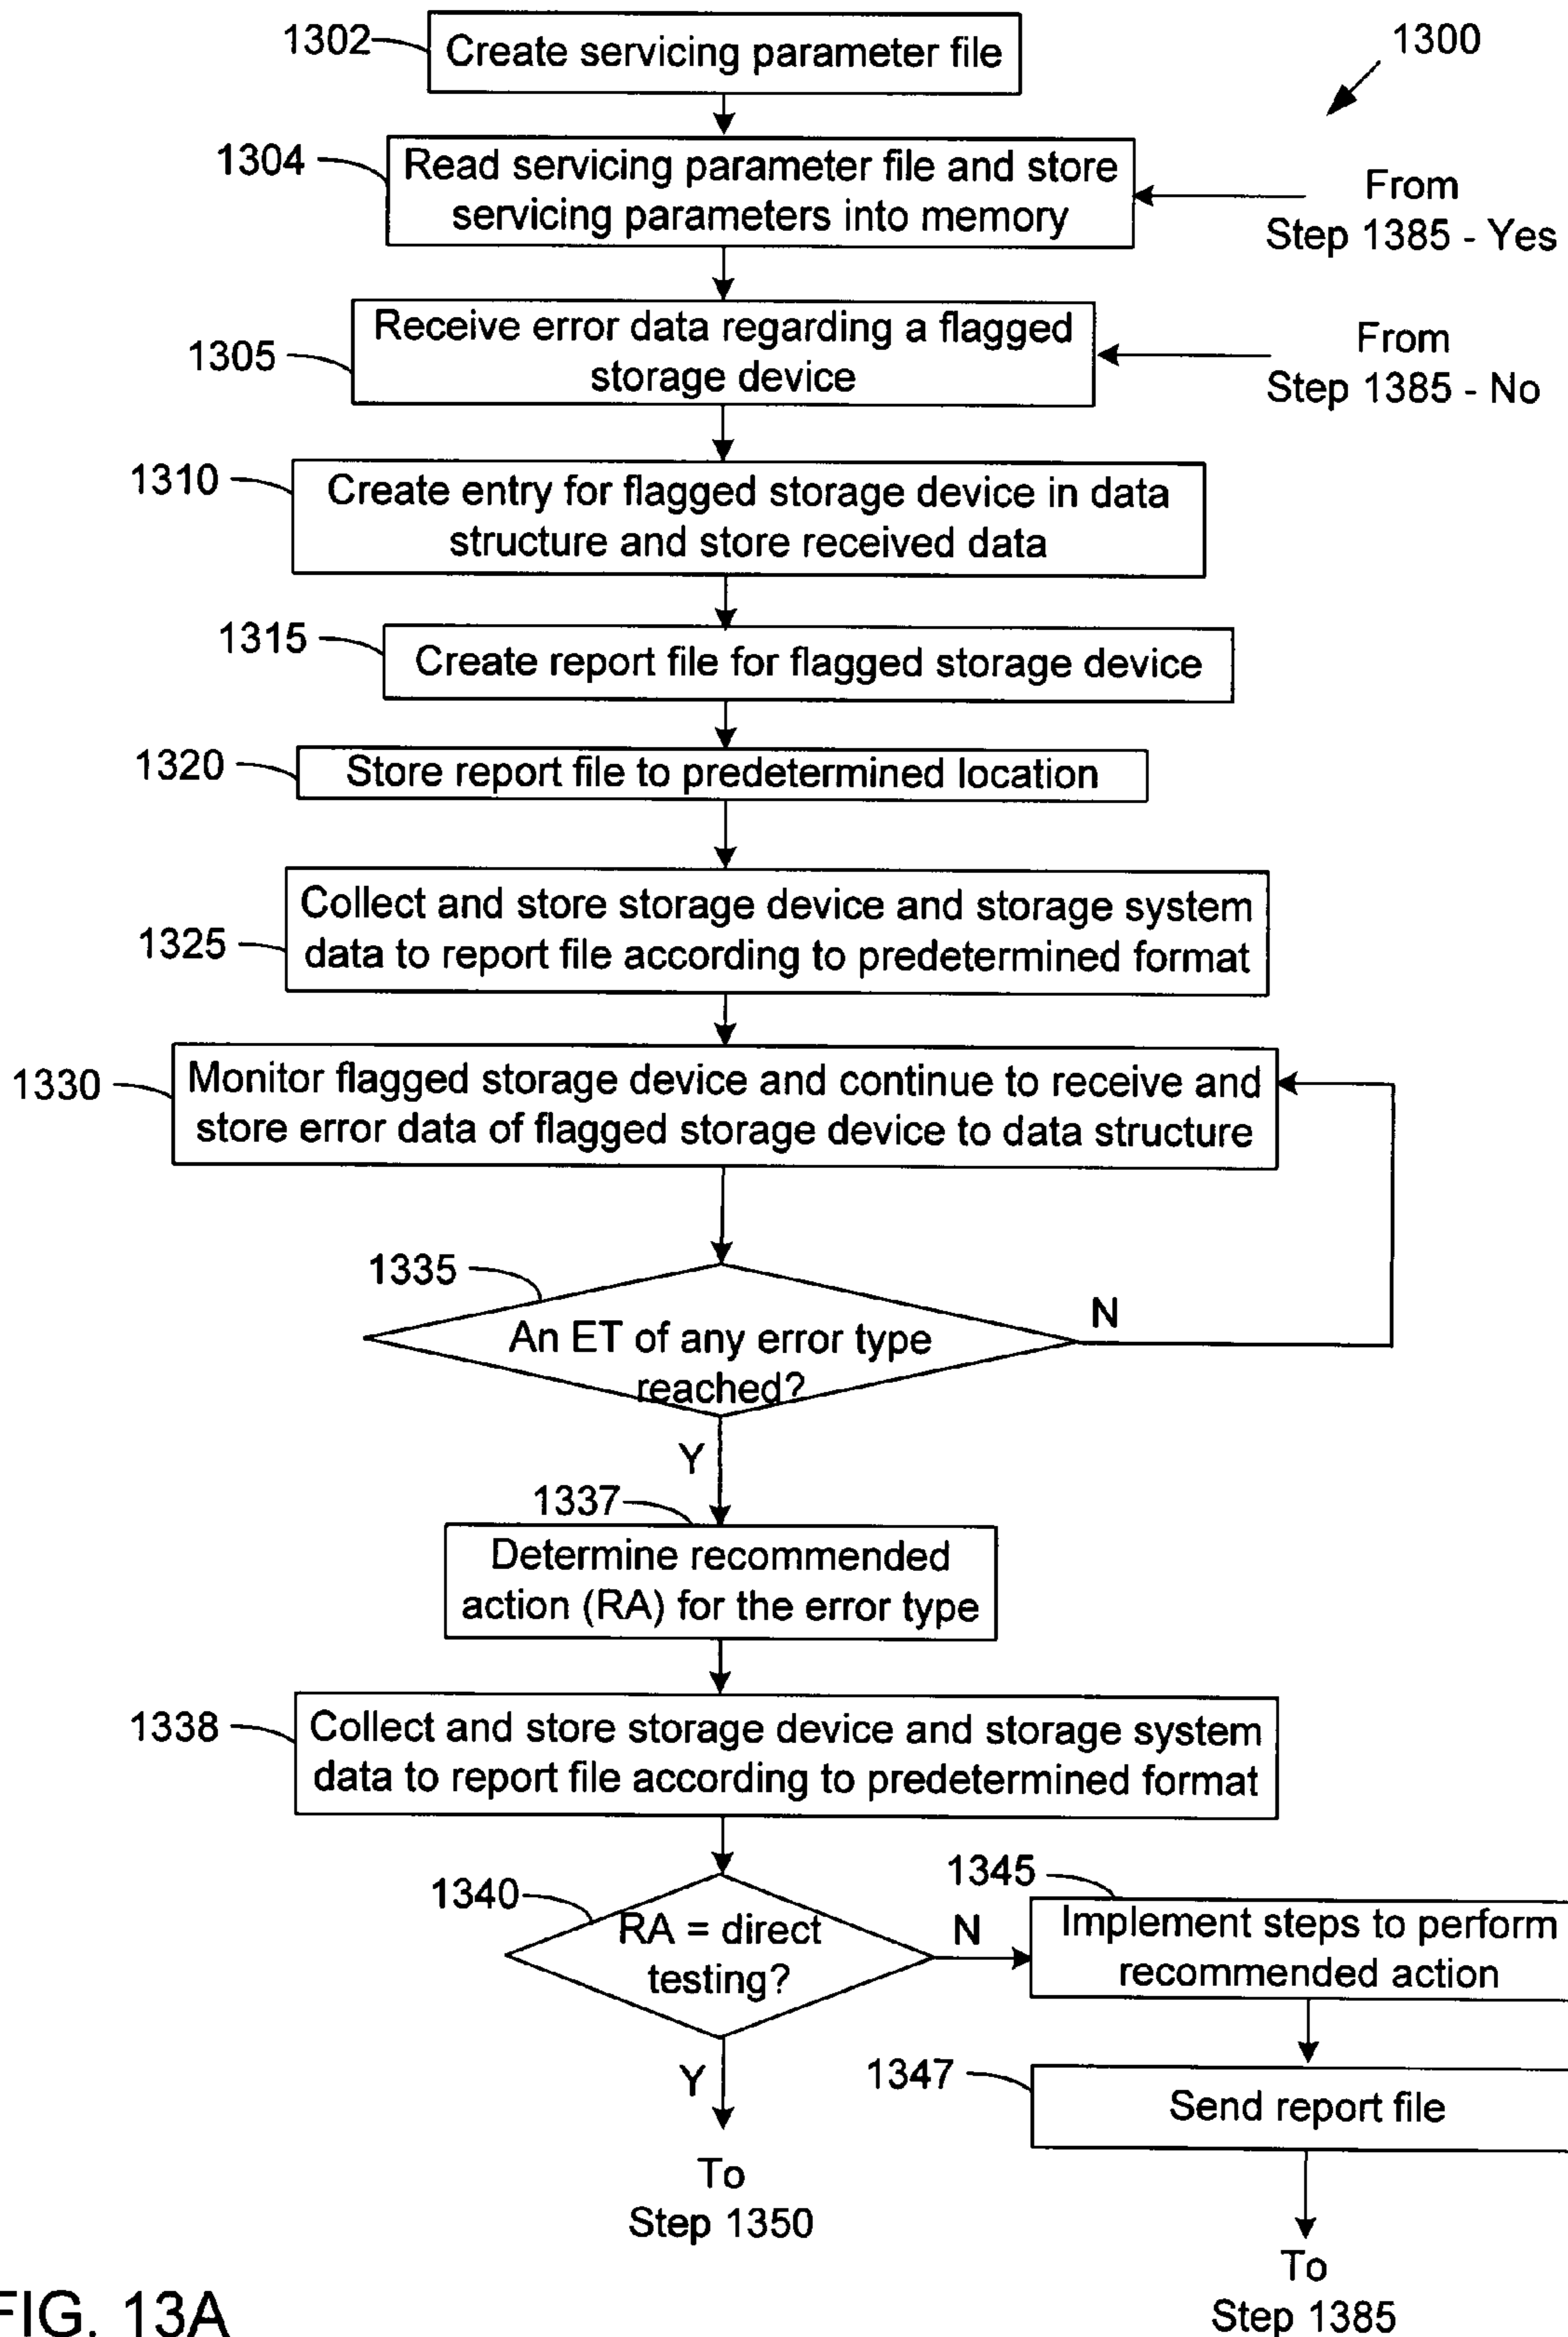 1302
Create servicing parameter file
1300
1304
Read servicing parameter file and store
servicing parameters into memory
From
Step 1385 - Yes
1305
Receive error data regarding a flagged
storage device
From
Step 1385 - No
1310
Create entry for flagged storage device in data
structure and store received data
1315
Create report file for flagged storage device
1320
Store report file to predetermined location
1325
Collect and store storage device and storage system
data to report file according to predetermined format
1330
Monitor flagged storage device and continue to receive and
store error data of flagged storage device to data structure
1335
An ET of any error type
reached?
N
Y
1337
Determine recommended
action (RA) for the error type
1338
Collect and store storage device and storage system
data to report file according to predetermined format
1340
RA = direct
testing?
N
1345
Implement steps to perform
recommended action
Y
1347
Send report file
To
Step 1350
To
Step 1385
FIG. 13A